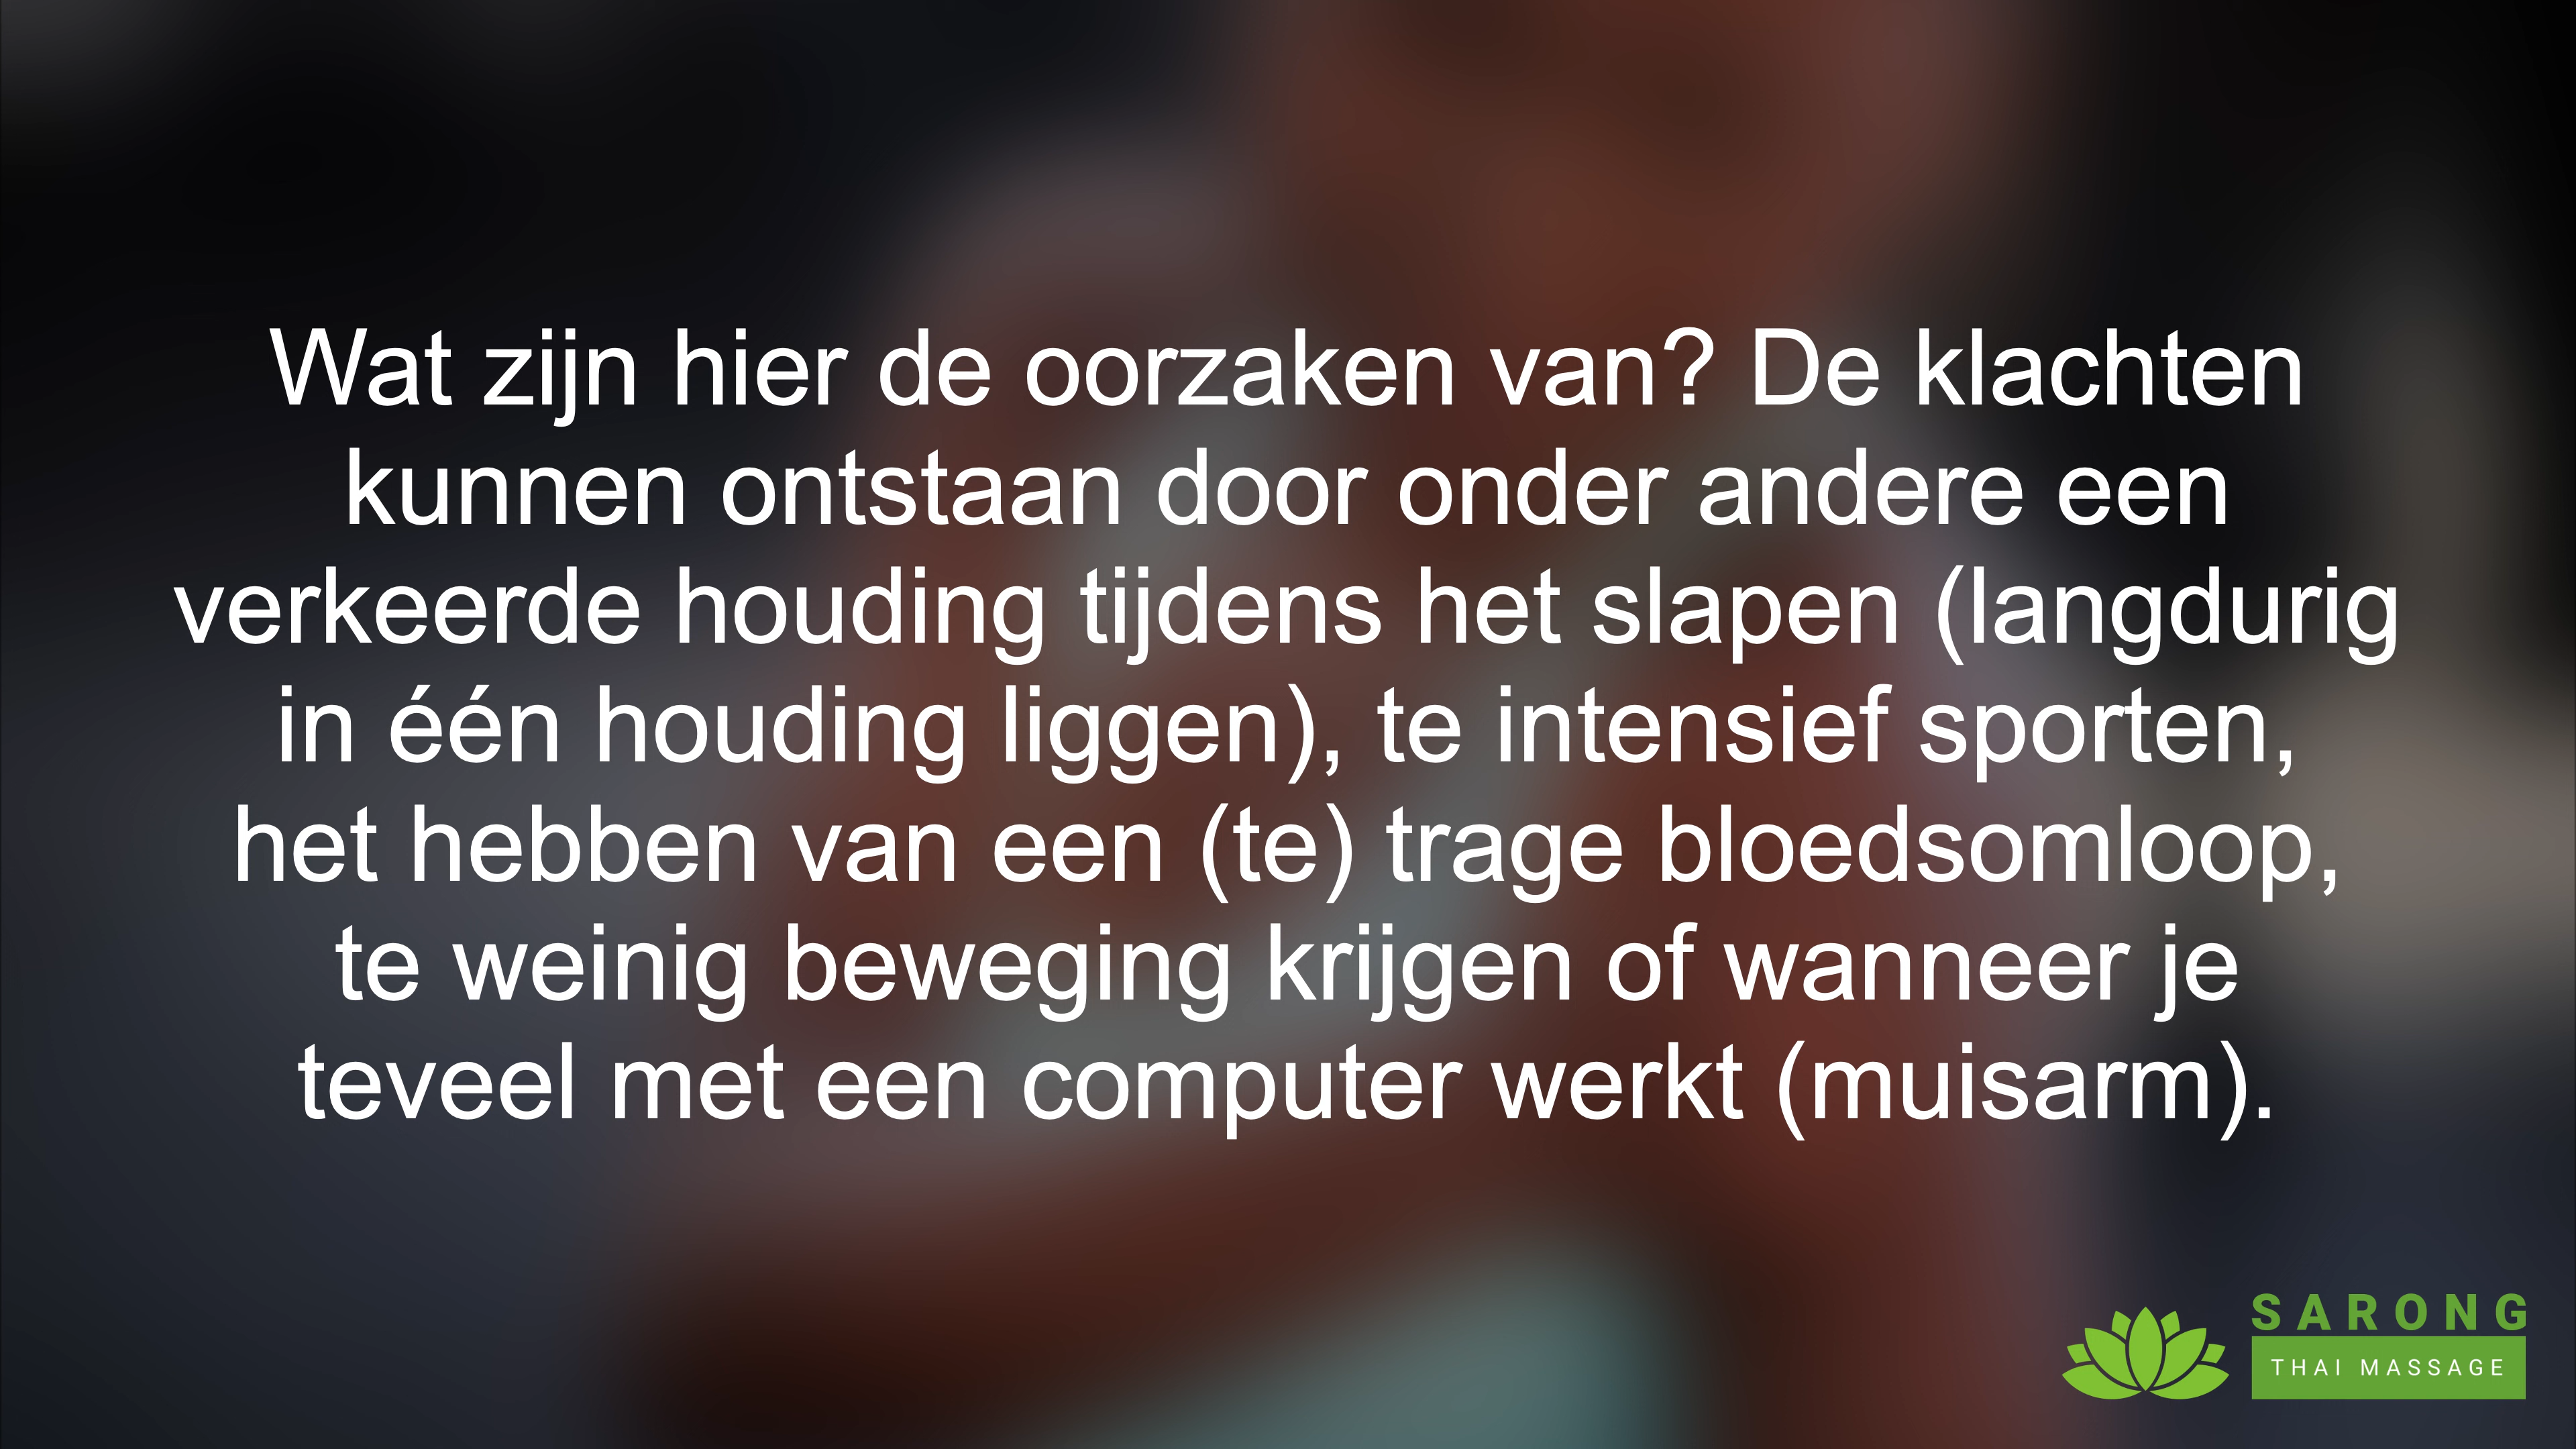 Wat zijn hier de oorzaken van? De klachten
kunnen ontstaan door onder andere een
verkeerde houding tijdens het slapen (langdurig
in één houding liggen), te intensief sporten,
het hebben van een (te) trage bloedsomloop,
te weinig beweging krijgen of wanneer je
teveel met een computer werkt (muisarm).
SARONG
THAI MASSAGE